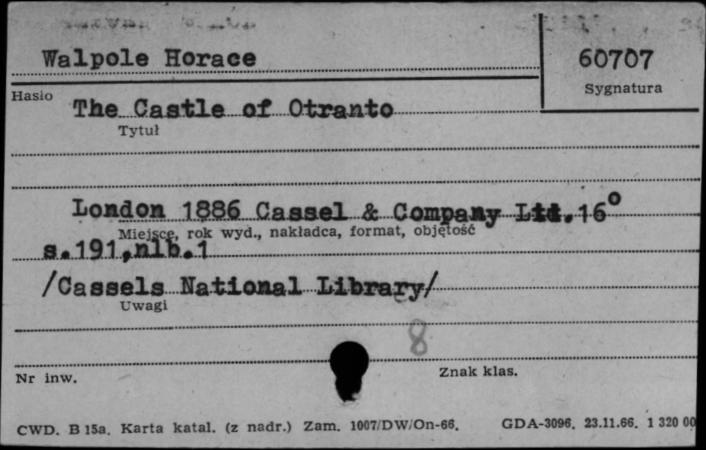 Walpole Horace
60707
Sygnatura
Hasło
The Castle of Otranto
Tytuł
London 1886 Cassel & Company Ltd. 16°
Miejsce, rok wyd., nakładca, format, objętość
s.191,nlb.1
/Cassels National Library/
Uwagi
8
Nr inw.
Znak klas.
CWD. B 15a. Karta katal. (z nadr.) Zam. 1007/DW/On-66. GDA-3096. 23.11.66. 1 320 00